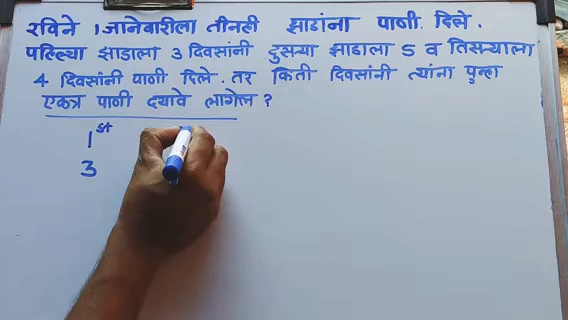 रविने 1 जानेवारीला तीनही झाडांना पाणी दिले.
पहिल्या झाडाला 3 दिवसांनी दुसऱ्या झाडाला 5 व तिसऱ्याला
4 दिवसांनी पाणी दिले. तर किती दिवसांनी त्यांना पुन्हा
एकत्र पाणी दयावे लागेल?
1st
3